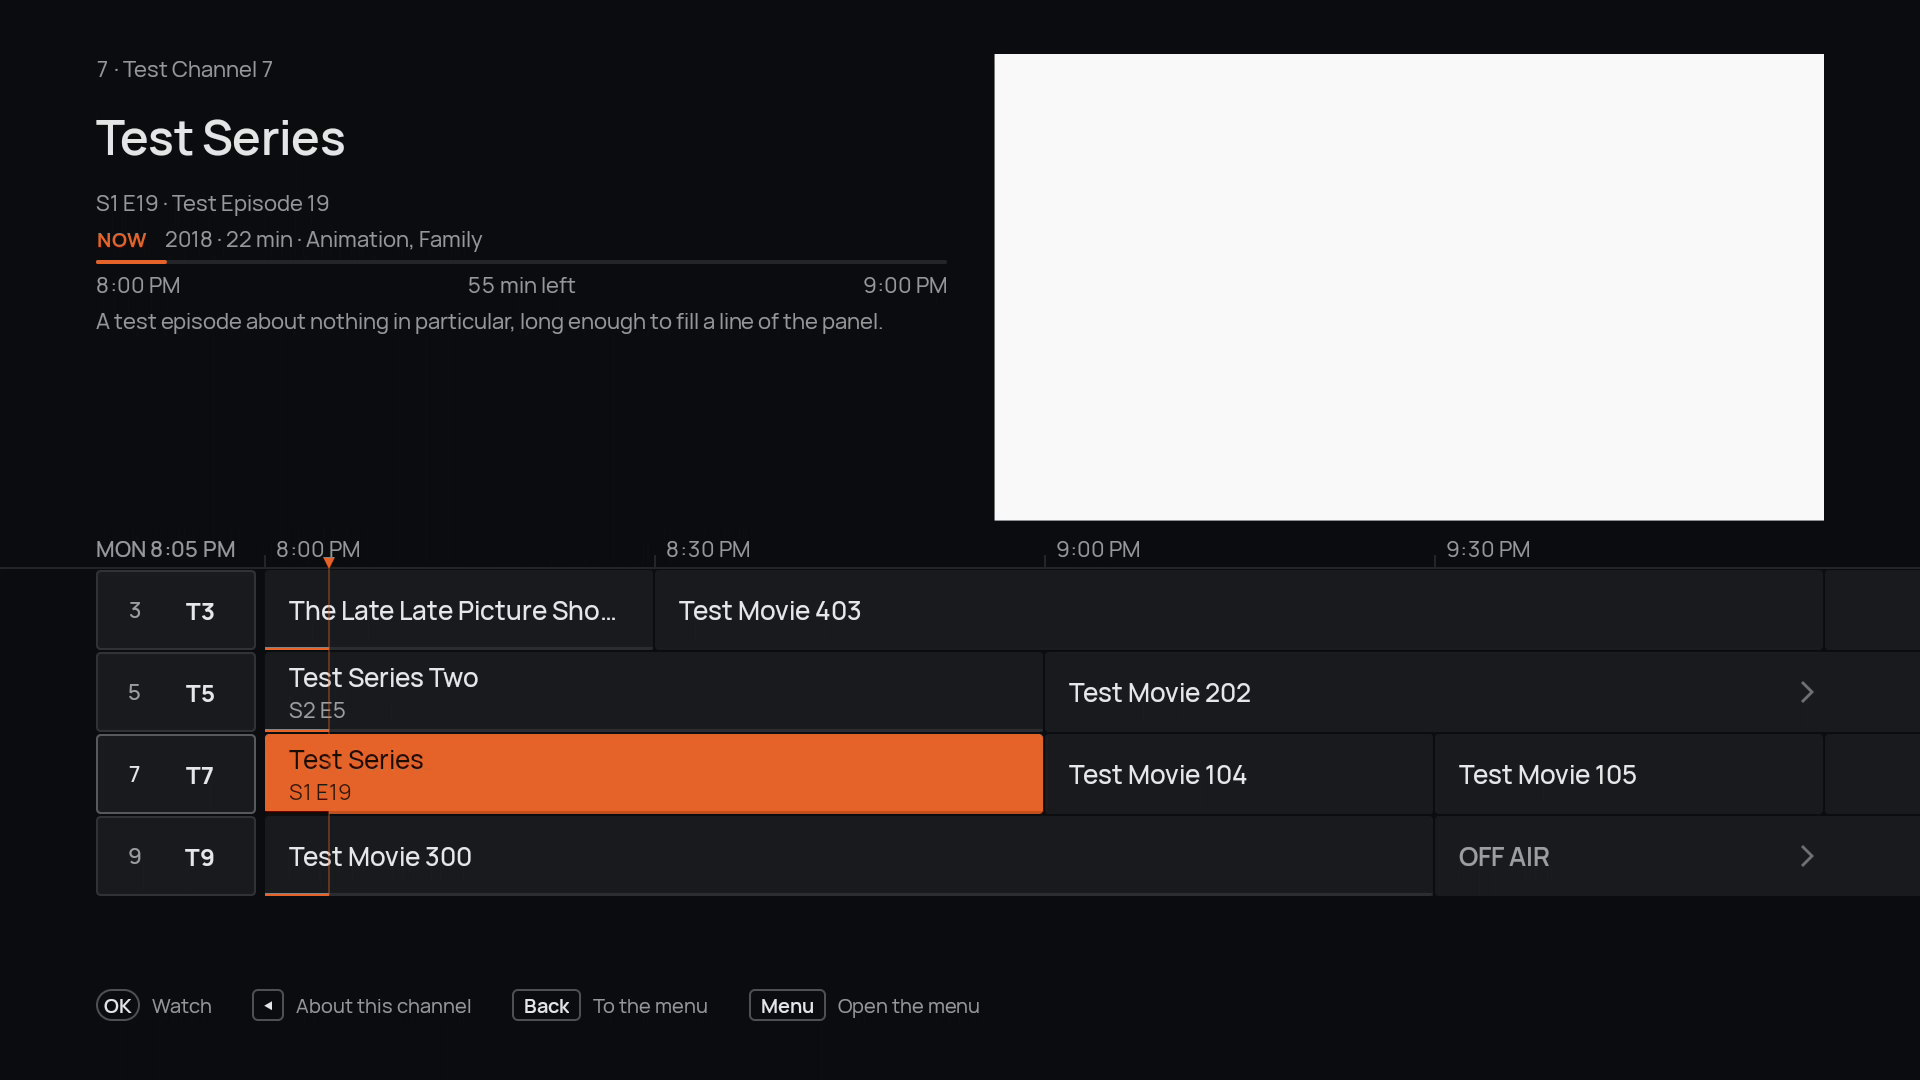 7 · Test Channel 7
Test Series
S1 E19 · Test Episode 19
NOW 2018 · 22 min · Animation, Family
8:00 PM 55 min left 9:00 PM
A test episode about nothing in particular, long enough to fill a line of the panel.
MON 8:05 PM 8:00 PM 8:30 PM 9:00 PM 9:30 PM
3 T3 The Late Late Picture Sho... Test Movie 403
5 T5 Test Series Two Test Movie 202
S2 E5
7 T7 Test Series Test Movie 104 Test Movie 105
S1 E19
9 T9 Test Movie 300 OFF AIR
OK Watch About this channel Back To the menu Menu Open the menu